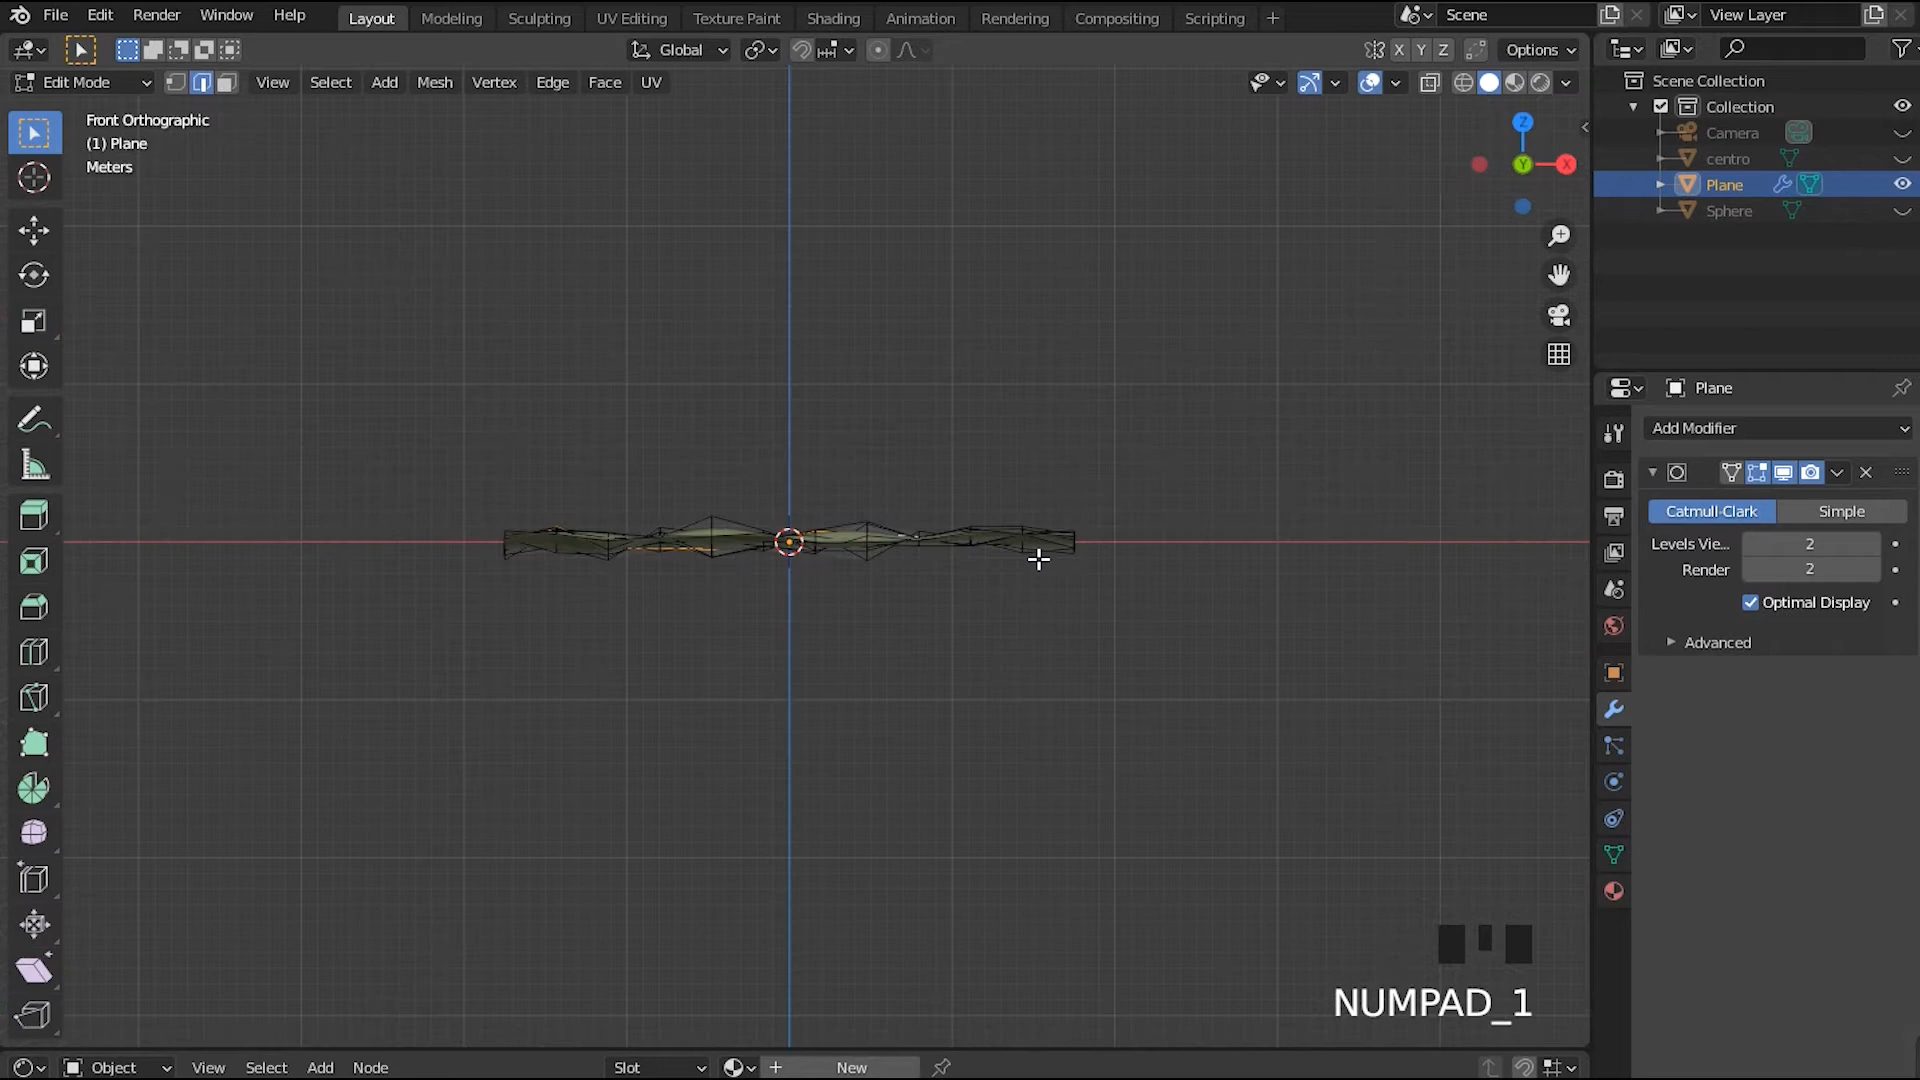 File Edit Render Window Help
Layout Modeling Sculpting UV Editing Texture Paint Shading Animation Rendering Compositing Scripting +
Scene
View Layer
Global
X Y Z
Options
Edit Mode
View Select Add Mesh Vertex Edge Face UV
Front Orthographic
(1) Plane
Meters
Z
Y
X
Scene Collection
Collection
Camera
centro
Plane
Sphere
Plane
Add Modifier
Catmull-Clark Simple
Levels Vie... 2
Render 2
Optimal Display
Advanced
NUMPAD_1
Object View Select Add Node
Slot
New